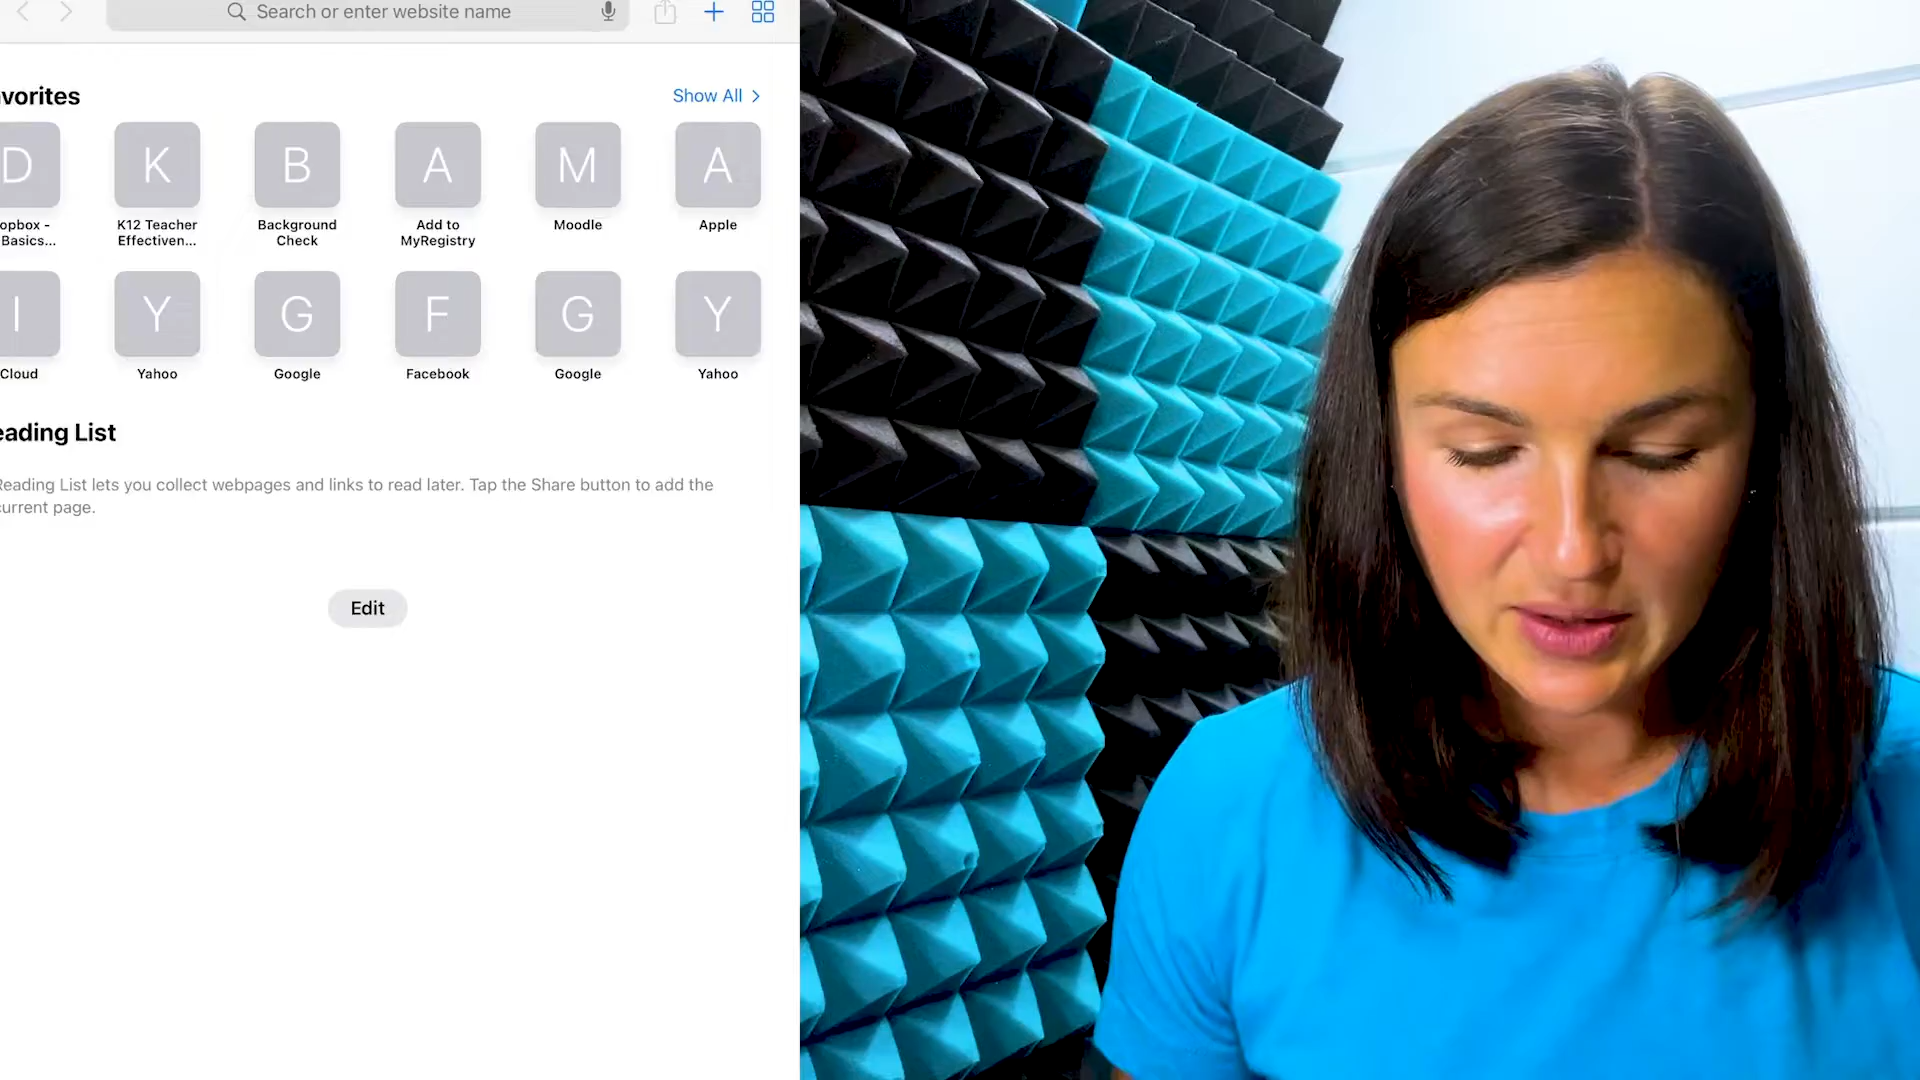 Search or enter website name
vorites
Show All
D
K
B
A
M
A
opbox -
Basics...
K12 Teacher
Effectiven...
Background
Check
Add to
MyRegistry
Moodle
Apple
I
Y
G
F
G
Y
Cloud
Yahoo
Google
Facebook
Google
Yahoo
eading List
Reading List lets you collect webpages and links to read later. Tap the Share button to add the
current page.
Edit